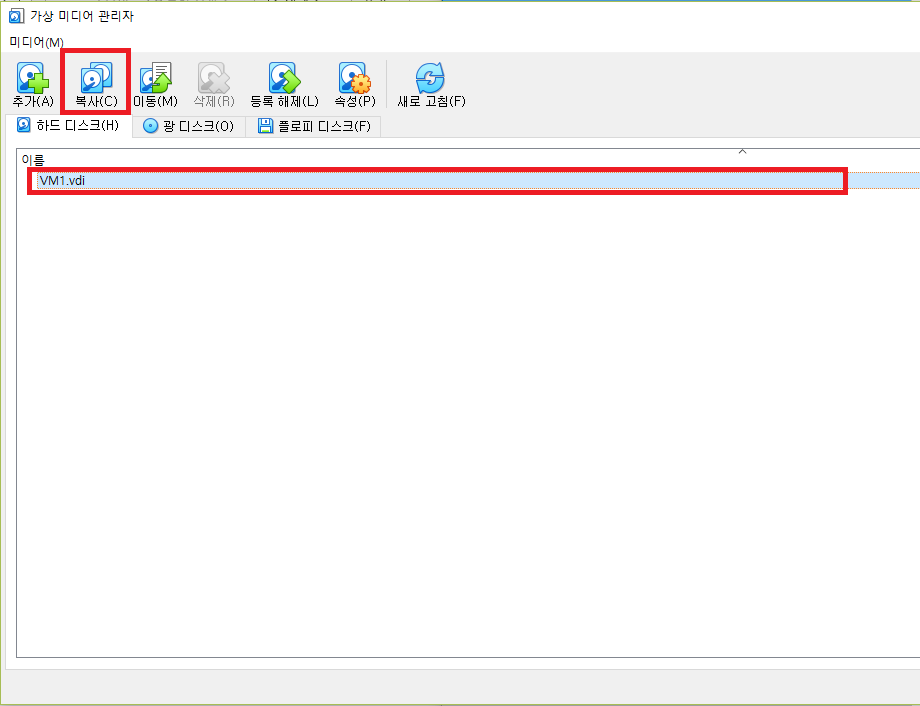 가상 미디어 관리자
미디어(M)
추가(A) 복사(C) 이동(M) 삭제(R) 등록 해제(L) 속성(P) 새로 고침(F)
하드 디스크(H) 광 디스크(O) 플로피 디스크(F)
이름
VM1.vdi